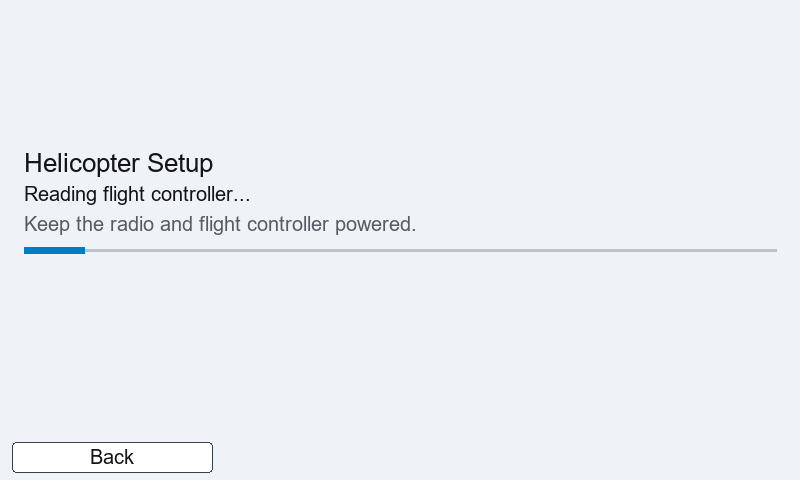 Helicopter Setup
Reading flight controller...
Keep the radio and flight controller powered.
Back